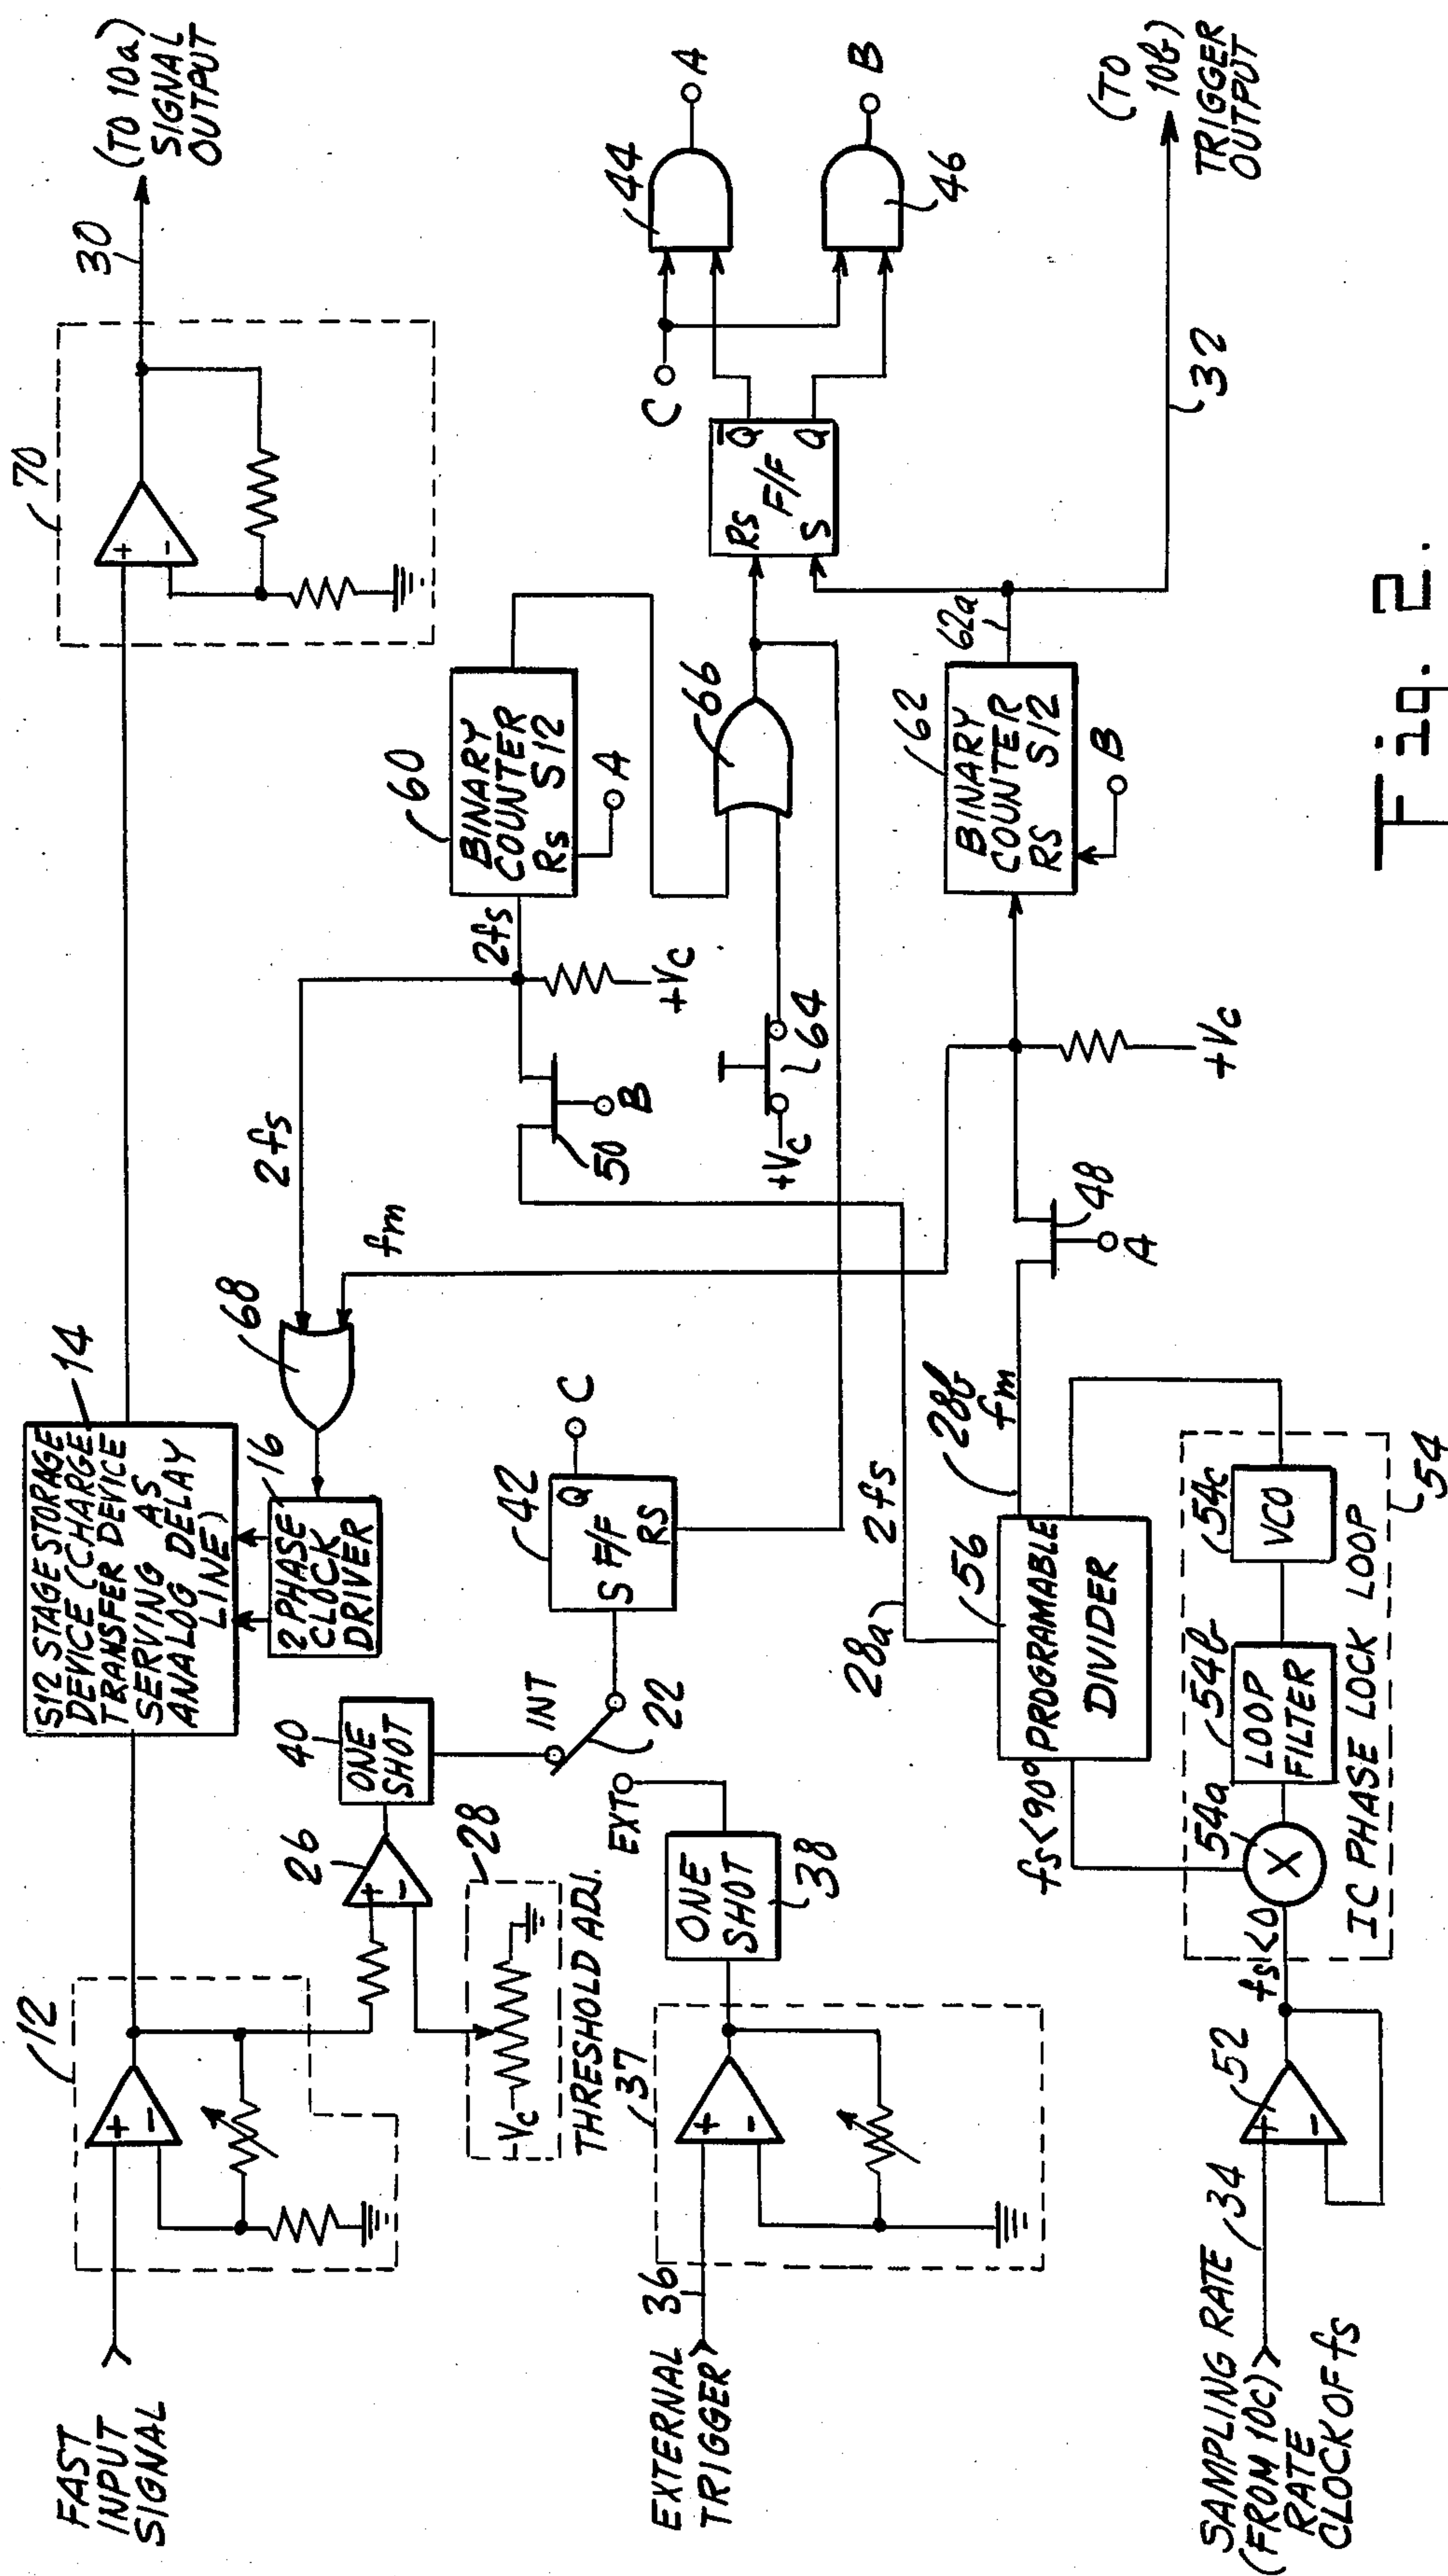 FAST
INPUT
SIGNAL
12
+
-
S12 STAGE STORAGE
DEVICE (CHARGE
TRANSFER DEVICE
SERVING AS
ANALOG DELAY
LINE)
14
70
+
-
30
(TO 10a)
SIGNAL
OUTPUT
2 PHASE
CLOCK
DRIVER
16
68
2fs
fm
26
+
-
40
ONE
SHOT
28
-Vc
THRESHOLD ADJ.
INT
EXT
22
42
S F/F
Q
RS
C
50
B
2fs
+Vc
60
BINARY
COUNTER
RS S12
A
66
64
+Vc
RS
F/F
S
Q
Q
C
44
A
46
B
EXTERNAL
TRIGGER
36
37
+
-
ONE
SHOT
38
28a
2fs
28b
fm
48
A
+Vc
62
BINARY
COUNTER
RS S12
B
62a
32
(TO
10b)
TRIGGER
OUTPUT
56
PROGRAMABLE
DIVIDER
fs<90°
SAMPLING RATE
(FROM 10c)
RATE
CLOCK OF fs
34
52
+
-
fs<0
54a
X
54b
LOOP
FILTER
54c
VCO
IC PHASE LOCK LOOP
54
Fig. 2.